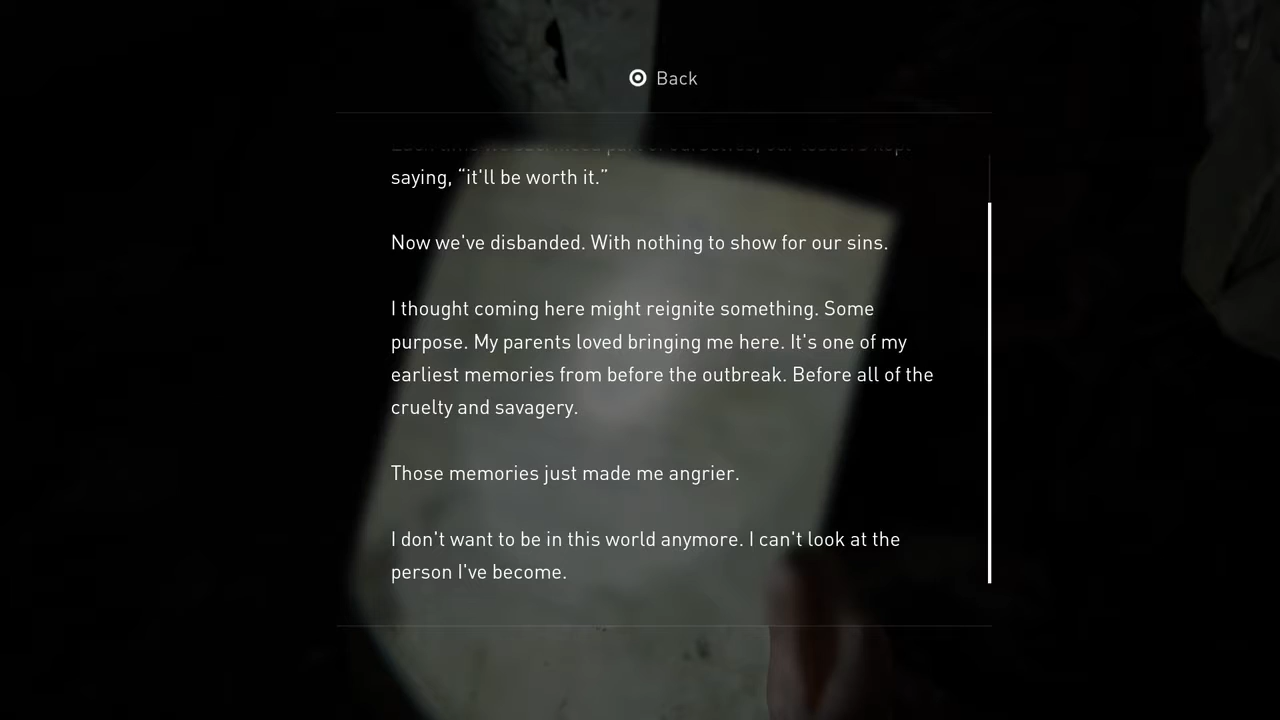 Back
saying, “it'll be worth it.”
Now we've disbanded. With nothing to show for our sins.
I thought coming here might reignite something. Some
purpose. My parents loved bringing me here. It's one of my
earliest memories from before the outbreak. Before all of the
cruelty and savagery.
Those memories just made me angrier.
I don't want to be in this world anymore. I can't look at the
person I've become.